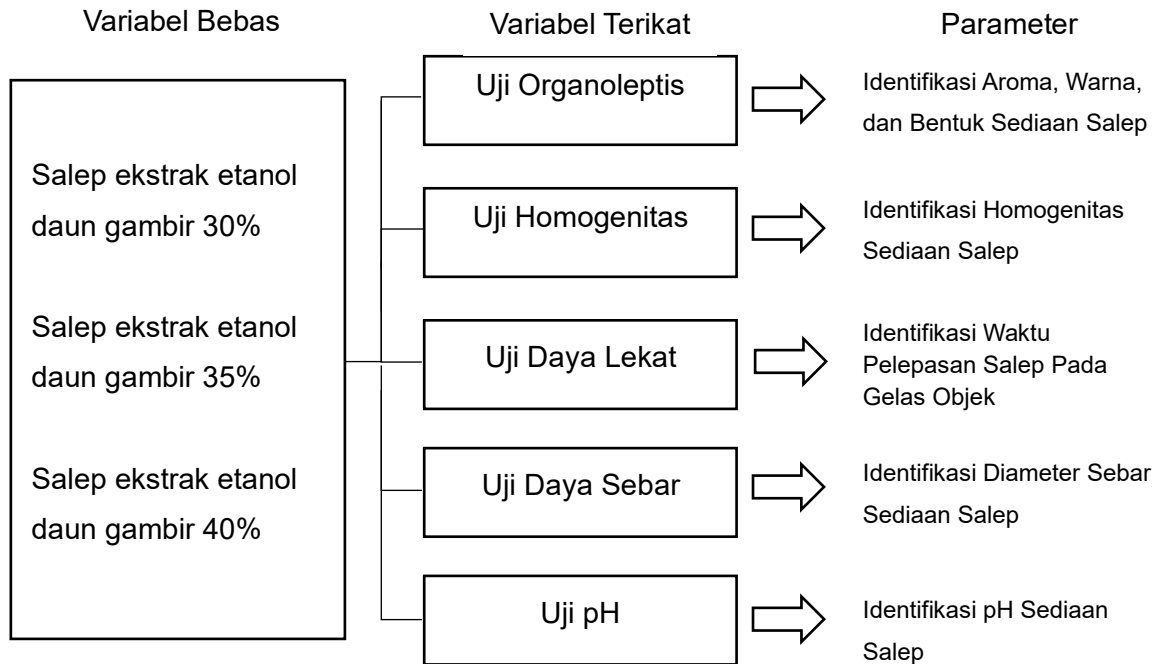 Variabel Bebas
Variabel Terikat
Parameter
Salep ekstrak etanol
daun gambir 30%
Salep ekstrak etanol
daun gambir 35%
Salep ekstrak etanol
daun gambir 40%
Uji Organoleptis
Identifikasi Aroma, Warna,
dan Bentuk Sediaan Salep
Uji Homogenitas
Identifikasi Homogenitas
Sediaan Salep
Uji Daya Lekat
Identifikasi Waktu
Pelepasan Salep Pada
Gelas Objek
Uji Daya Sebar
Identifikasi Diameter Sebar
Sediaan Salep
Uji pH
Identifikasi pH Sediaan
Salep